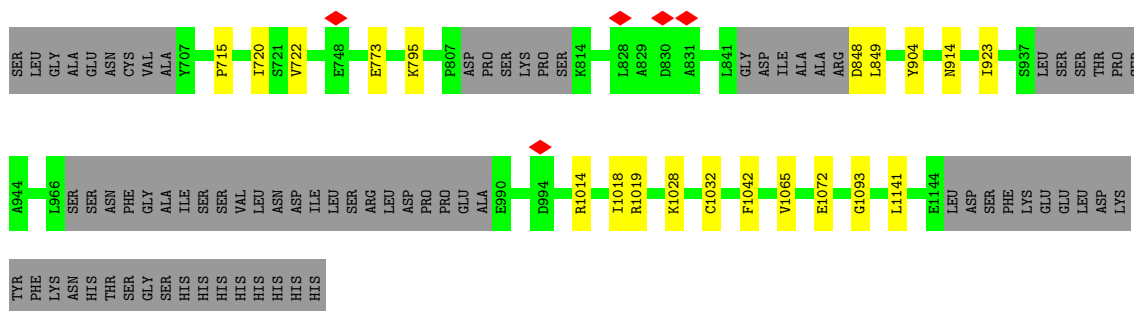 SER LEU GLY ALA GLU ASN CYS VAL ALA Y707 P715 I720 S721 V722 E748 E773 K795 P807 ASP PRO SER LYS PRO SER K814 L828 A829 D830 A831 L841 GLY ASP ILE ALA ALA ARG D848 L849 Y904 N914 I923 S937 LEU SER SER THR PRO SER
A944 L966 SER SER ASN PHE GLY ALA ILE SER SER VAL LEU ASN ASP ILE LEU SER ARG LEU ASP PRO PRO GLU ALA E990 D994 R1014 I1018 R1019 K1028 C1032 F1042 V1065 E1072 G1093 L1141 E1144 LEU ASP SER PHE LYS GLU GLU LEU ASP LYS
TYR PHE LYS ASN HIS THR SER GLY SER HIS HIS HIS HIS HIS HIS HIS HIS